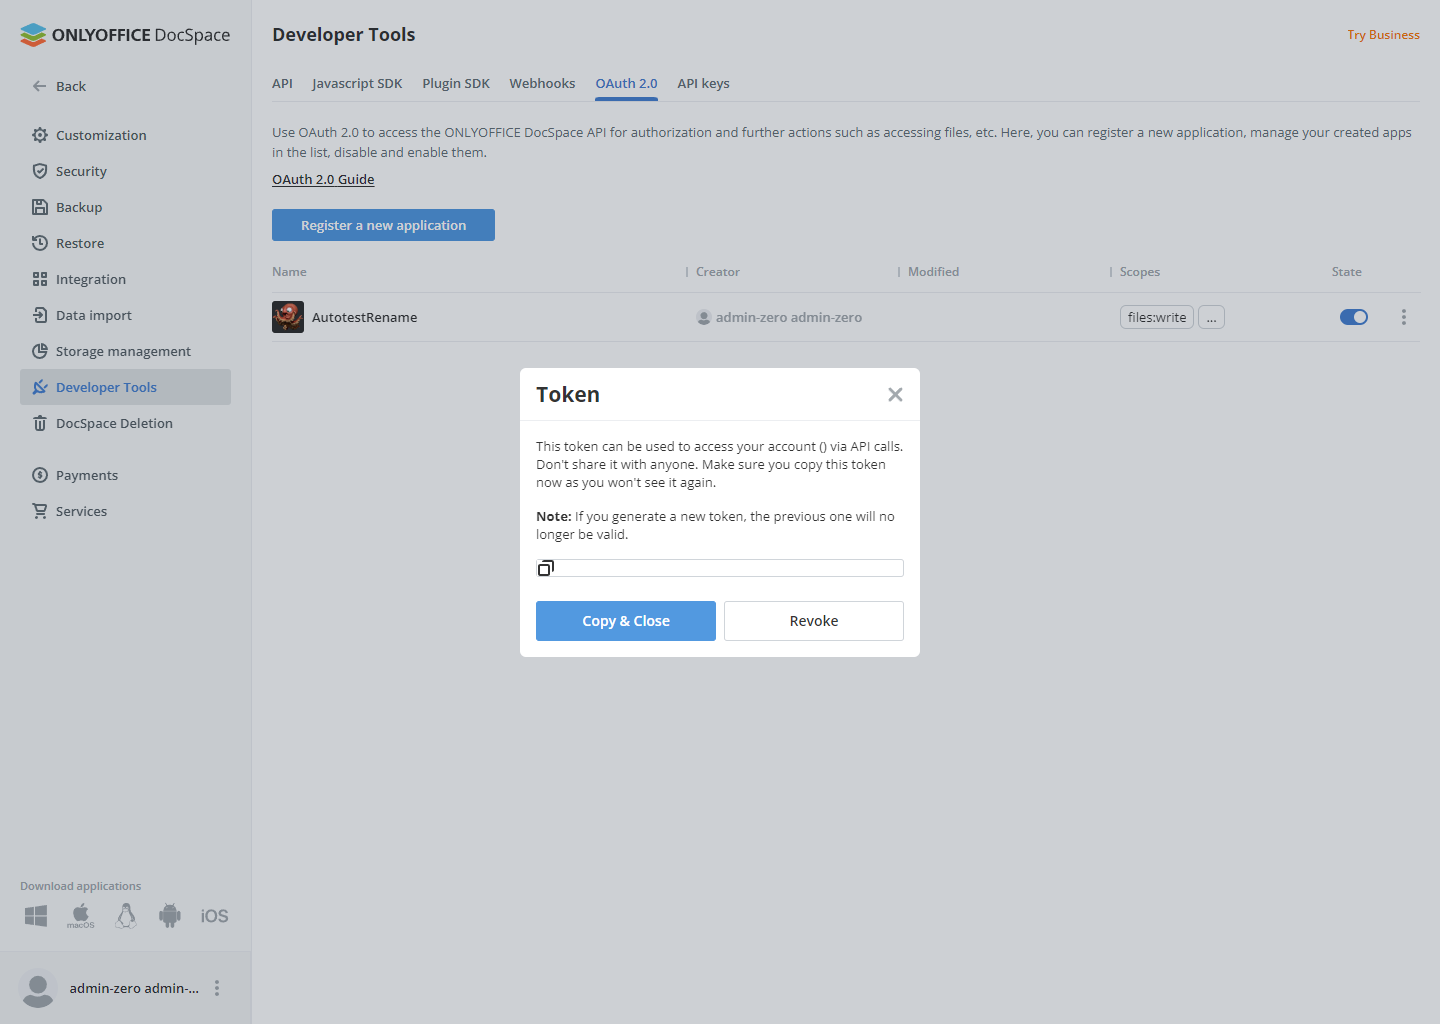 ONLYOFFICE DocSpace
Back
Customization
Security
Backup
Restore
Integration
Data import
Storage management
Developer Tools
DocSpace Deletion
Payments
Services
Download applications
macOS
iOS
admin-zero admin-...
Developer Tools
Try Business
API Javascript SDK Plugin SDK Webhooks OAuth 2.0 API keys
Use OAuth 2.0 to access the ONLYOFFICE DocSpace API for authorization and further actions such as accessing files, etc. Here, you can register a new application, manage your created apps
in the list, disable and enable them.
OAuth 2.0 Guide
Register a new application
Name Creator Modified Scopes State
AutotestRename admin-zero admin-zero files:write ...
Token
This token can be used to access your account () via API calls.
Don't share it with anyone. Make sure you copy this token
now as you won't see it again.
Note: If you generate a new token, the previous one will no
longer be valid.
Copy & Close Revoke